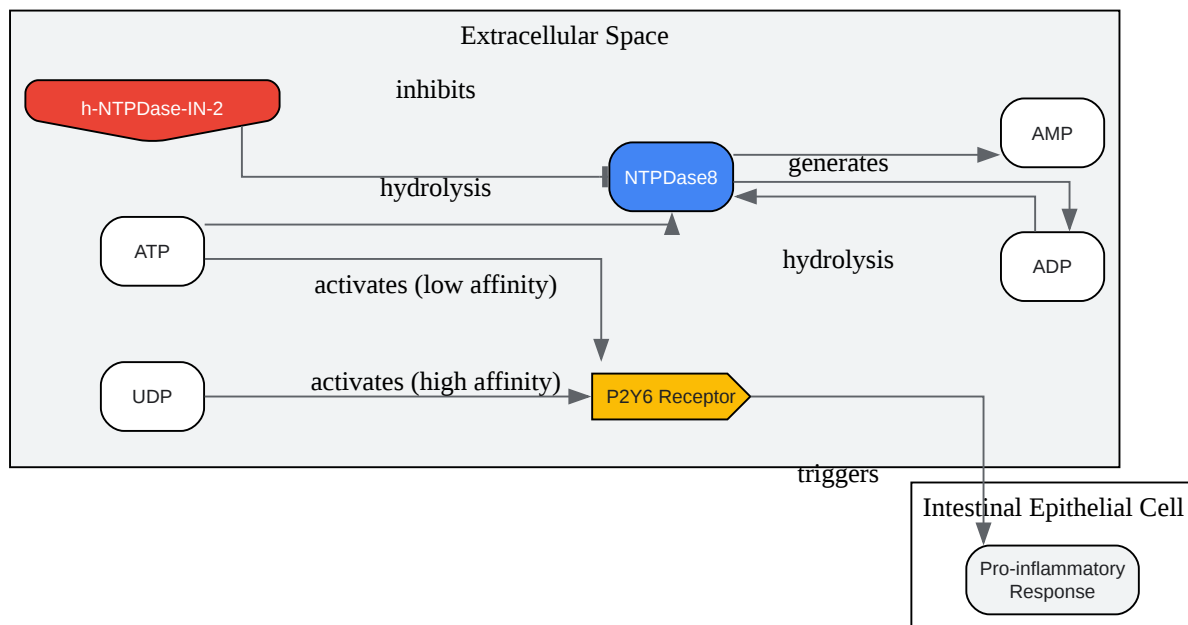 Extracellular Space
inhibits
h-NTPDase-IN-2
AMP
generates
NTPDase8
hydrolysis
ATP
hydrolysis
ADP
activates (low affinity)
activates (high affinity)
UDP
P2Y6 Receptor
triggers
Intestinal Epithelial Cell
Pro-inflammatory
Response